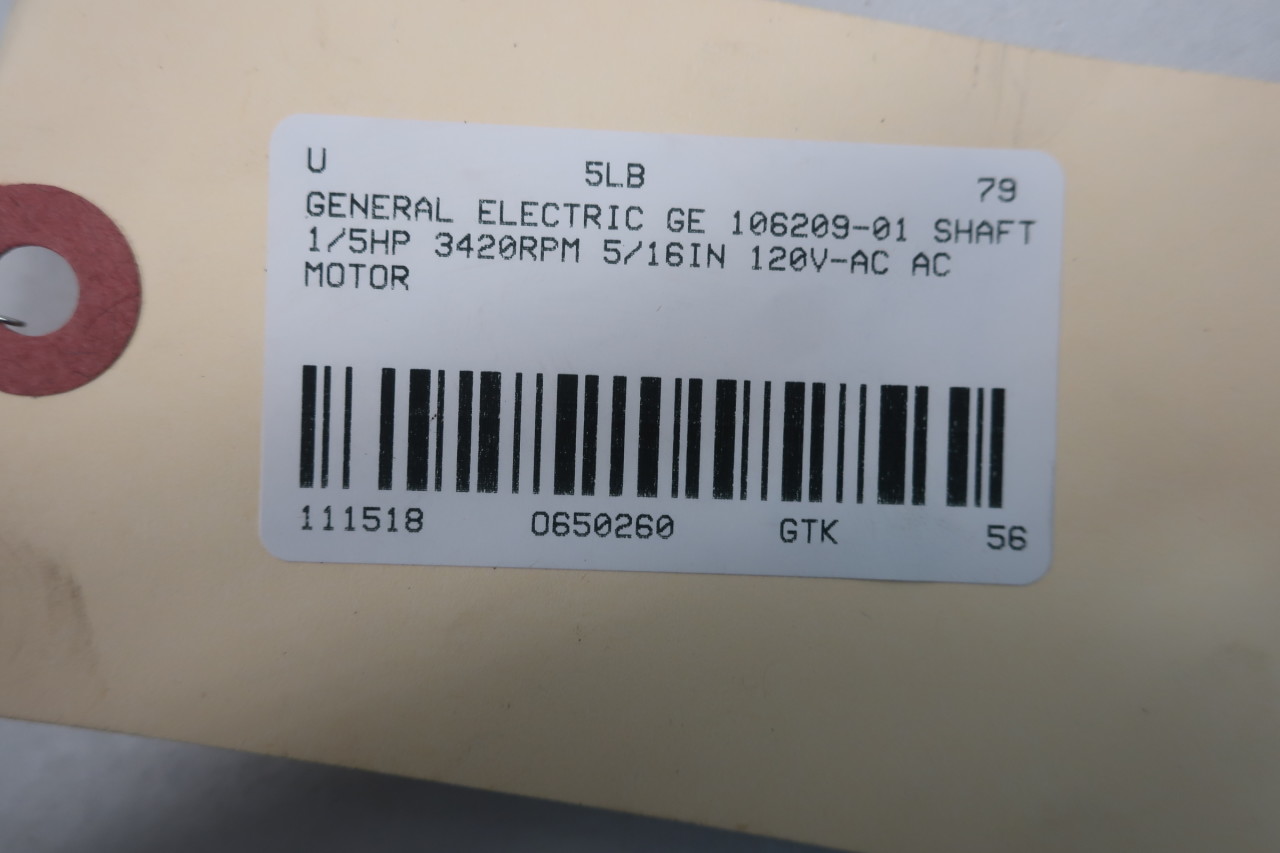 U 5LB 79
GENERAL ELECTRIC GE 106209-01 SHAFT
1/5HP 3420RPM 5/16IN 120V-AC AC
MOTOR
111518 O650260 GTK 56